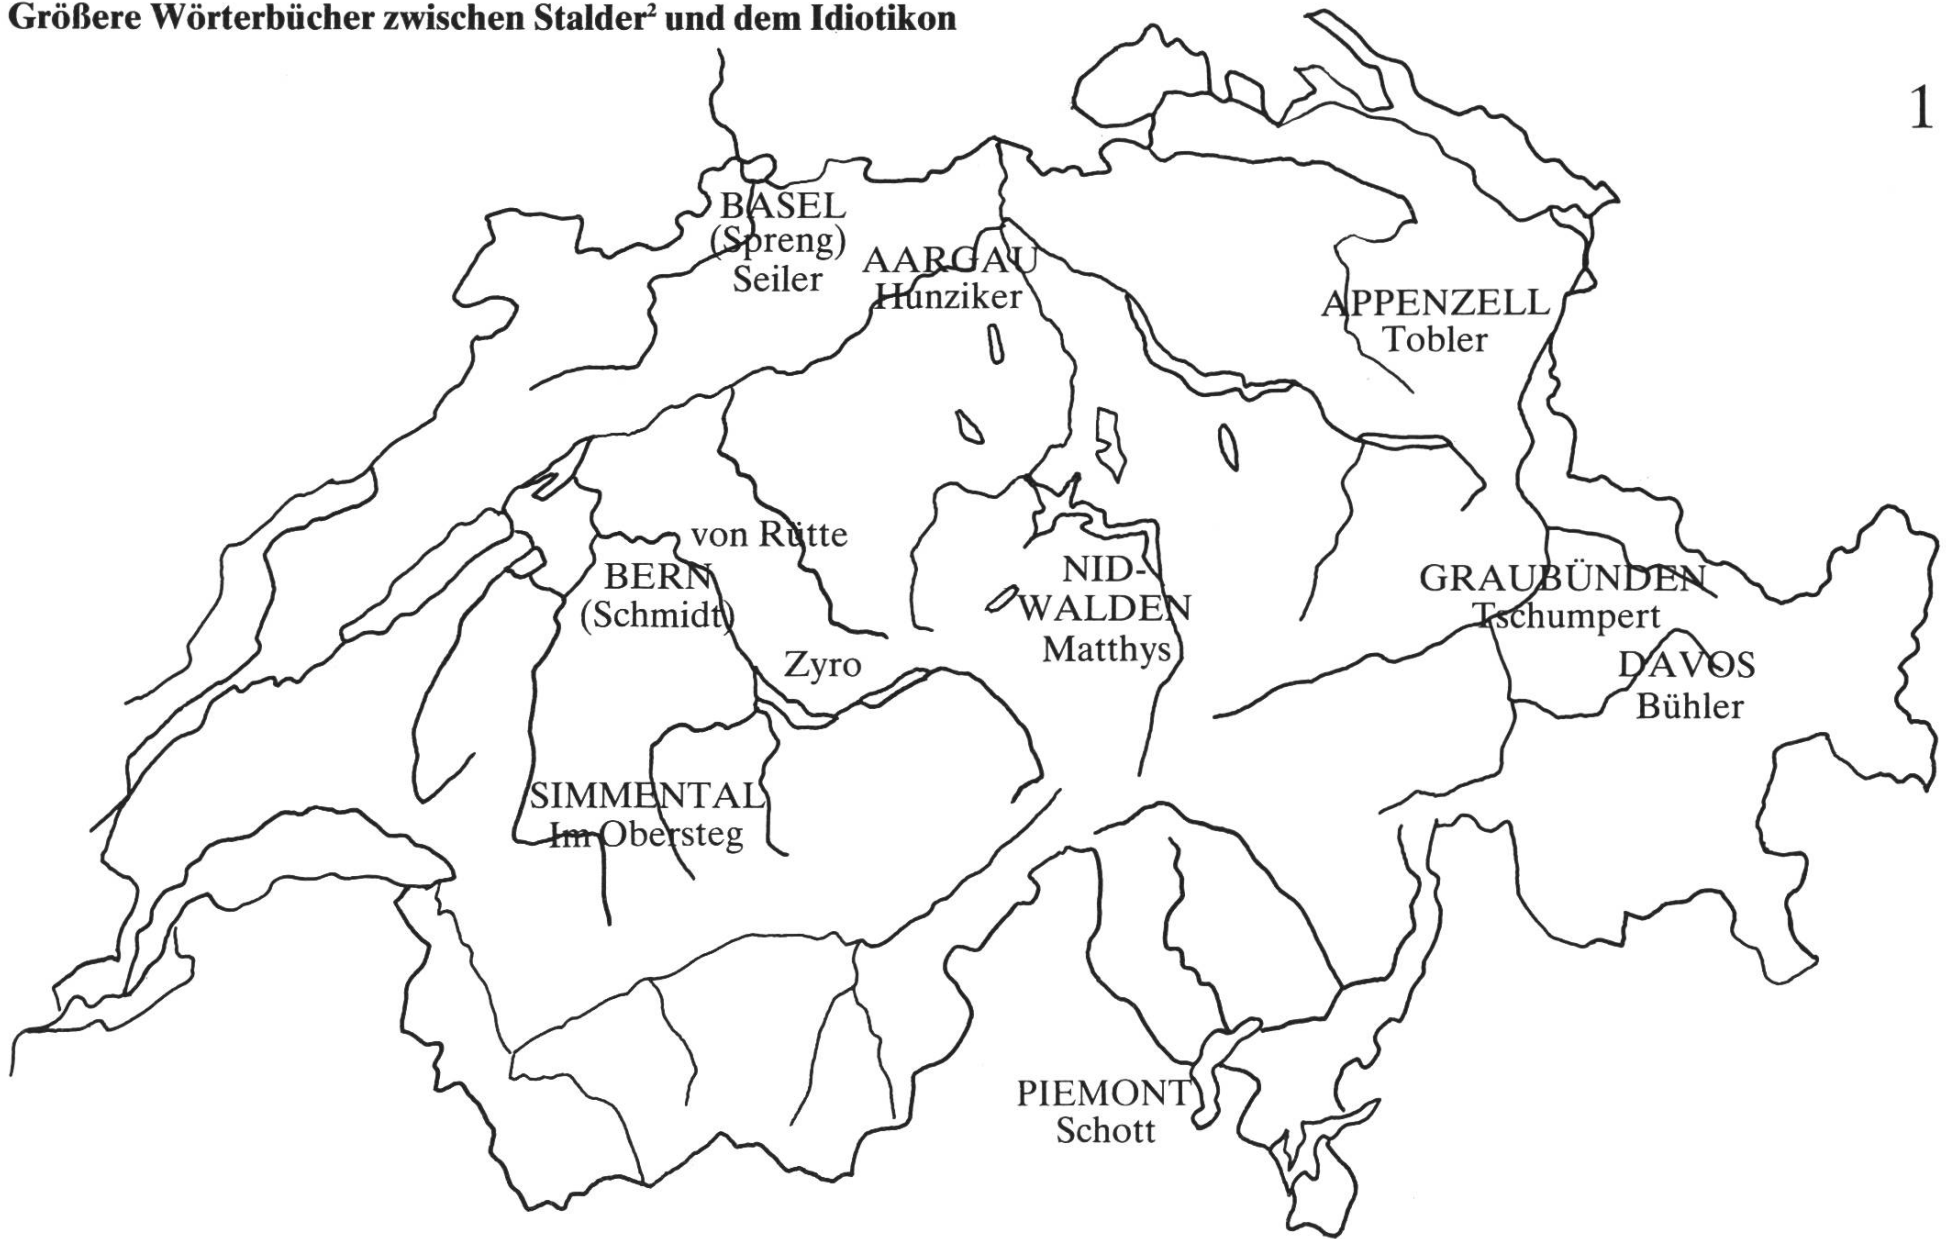 Größere Wörterbücher zwischen Stalder² und dem Idiotikon
1
BASEL
(Spreng)
Seiler
AARGAU
Hunziker
APPENZELL
Tobler
von Rütte
BERN
(Schmidt)
Zyro
NID-
WALDEN
Matthys
GRAUBÜNDEN
Tschumpert
DAVOS
Bühler
SIMMENTAL
Im Obersteg
PIEMONT
Schott